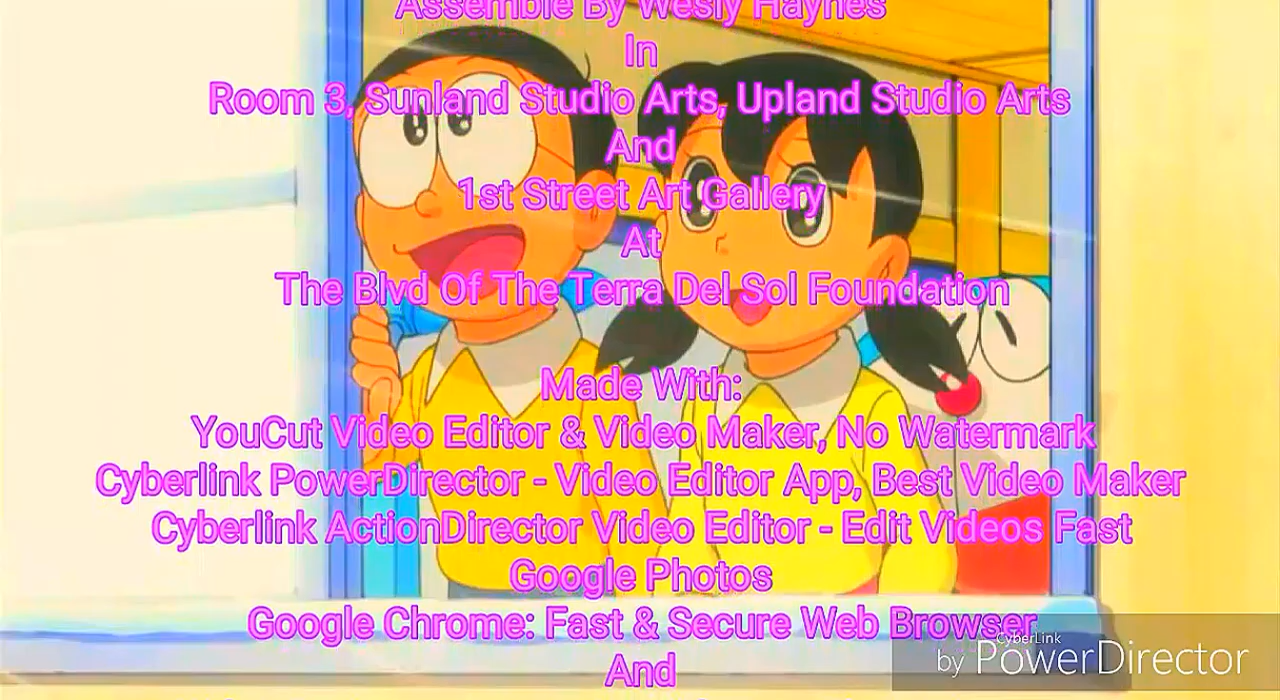 Assemble By Wesly Haynes
In
Room 3, Sunland Studio Arts, Upland Studio Arts
And
1st Street Art Gallery
At
The Blvd Of The Terra Del Sol Foundation
Made With:
YouCut Video Editor & Video Maker, No Watermark
Cyberlink PowerDirector - Video Editor App, Best Video Maker
Cyberlink ActionDirector Video Editor - Edit Videos Fast
Google Photos
Google Chrome: Fast & Secure Web Browser
And
CyberLink
by PowerDirector